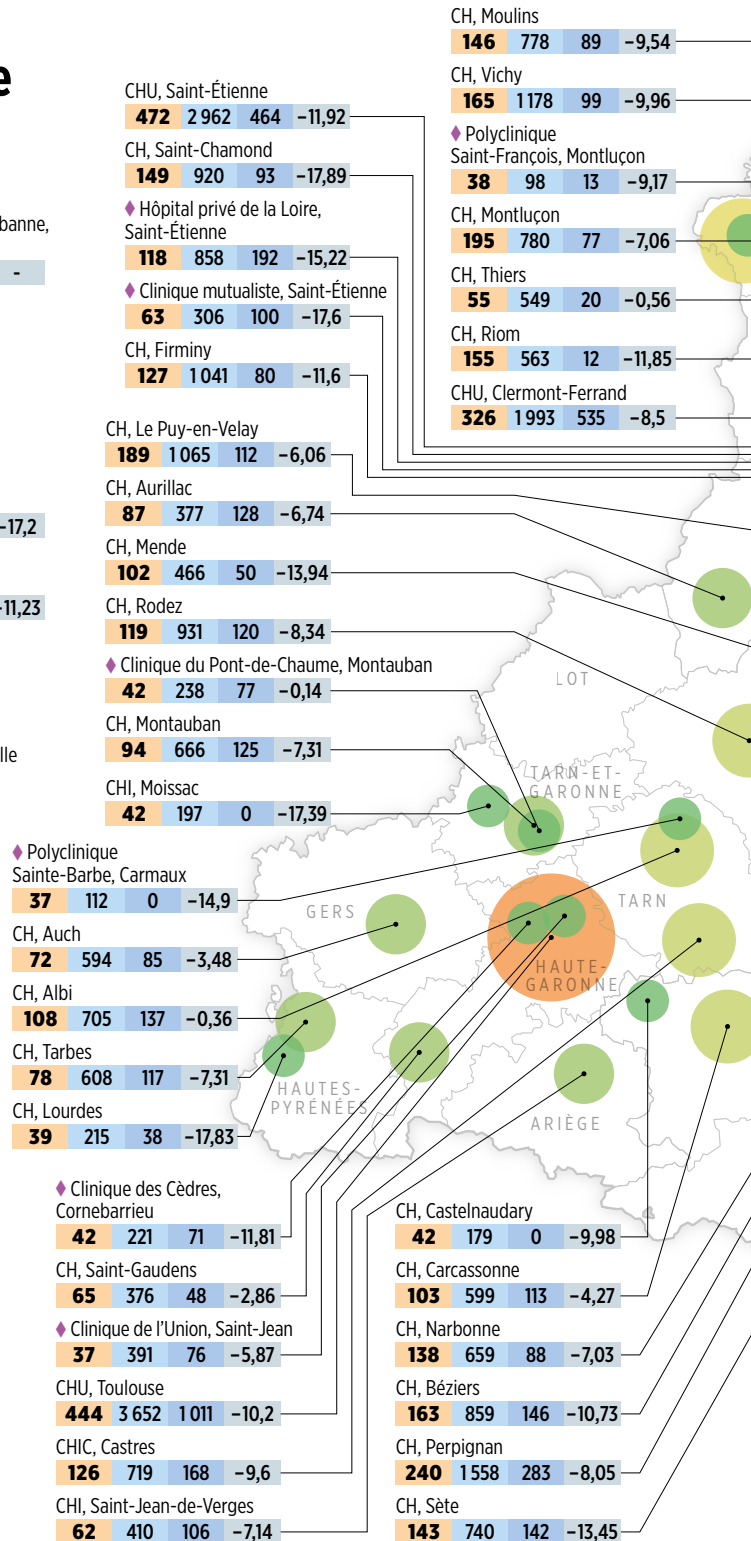 e
banne,
-
-17,2
-11,23
lle
CHU, Saint-Étienne
472 2 962 464 –11,92
CH, Saint-Chamond
149 920 93 –17,89
♦ Hôpital privé de la Loire,
Saint-Étienne
118 858 192 –15,22
♦ Clinique mutualiste, Saint-Étienne
63 306 100 –17,6
CH, Firminy
127 1 041 80 –11,6
CH, Moulins
146 778 89 –9,54
CH, Vichy
165 1 178 99 –9,96
♦ Polyclinique
Saint-François, Montluçon
38 98 13 –9,17
CH, Montluçon
195 780 77 –7,06
CH, Thiers
55 549 20 –0,56
CH, Riom
155 563 12 –11,85
CHU, Clermont-Ferrand
326 1 993 535 –8,5
CH, Le Puy-en-Velay
189 1 065 112 –6,06
CH, Aurillac
87 377 128 –6,74
CH, Mende
102 466 50 –13,94
CH, Rodez
119 931 120 –8,34
♦ Clinique du Pont-de-Chaume, Montauban
42 238 77 –0,14
CH, Montauban
94 666 125 –7,31
CHI, Moissac
42 197 0 –17,39
♦ Polyclinique
Sainte-Barbe, Carmaux
37 112 0 –14,9
CH, Auch
72 594 85 –3,48
CH, Albi
108 705 137 –0,36
CH, Tarbes
78 608 117 –7,31
CH, Lourdes
39 215 38 –17,83
LOT
TARN-ET-
GARONNE
GERS
TARN
HAUTE-
GARONNE
HAUTES-
PYRÉNÉES
ARIÈGE
♦ Clinique des Cèdres,
Cornebarrieu
42 221 71 –11,81
CH, Saint-Gaudens
65 376 48 –2,86
♦ Clinique de l'Union, Saint-Jean
37 391 76 –5,87
CHU, Toulouse
444 3 652 1 011 –10,2
CHIC, Castres
126 719 168 –9,6
CHI, Saint-Jean-de-Verges
62 410 106 –7,14
CH, Castelnaudary
42 179 0 –9,98
CH, Carcassonne
103 599 113 –4,27
CH, Narbonne
138 659 88 –7,03
CH, Béziers
163 859 146 –10,73
CH, Perpignan
240 1 558 283 –8,05
CH, Sète
143 740 142 –13,45